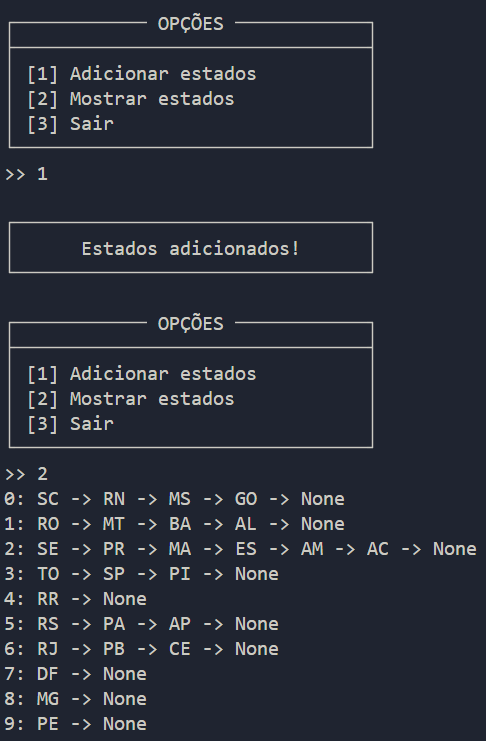 OPÇÕES
[1] Adicionar estados
[2] Mostrar estados
[3] Sair
>> 1
Estados adicionados!
OPÇÕES
[1] Adicionar estados
[2] Mostrar estados
[3] Sair
>> 2
0: SC -> RN -> MS -> GO -> None
1: RO -> MT -> BA -> AL -> None
2: SE -> PR -> MA -> ES -> AM -> AC -> None
3: TO -> SP -> PI -> None
4: RR -> None
5: RS -> PA -> AP -> None
6: RJ -> PB -> CE -> None
7: DF -> None
8: MG -> None
9: PE -> None